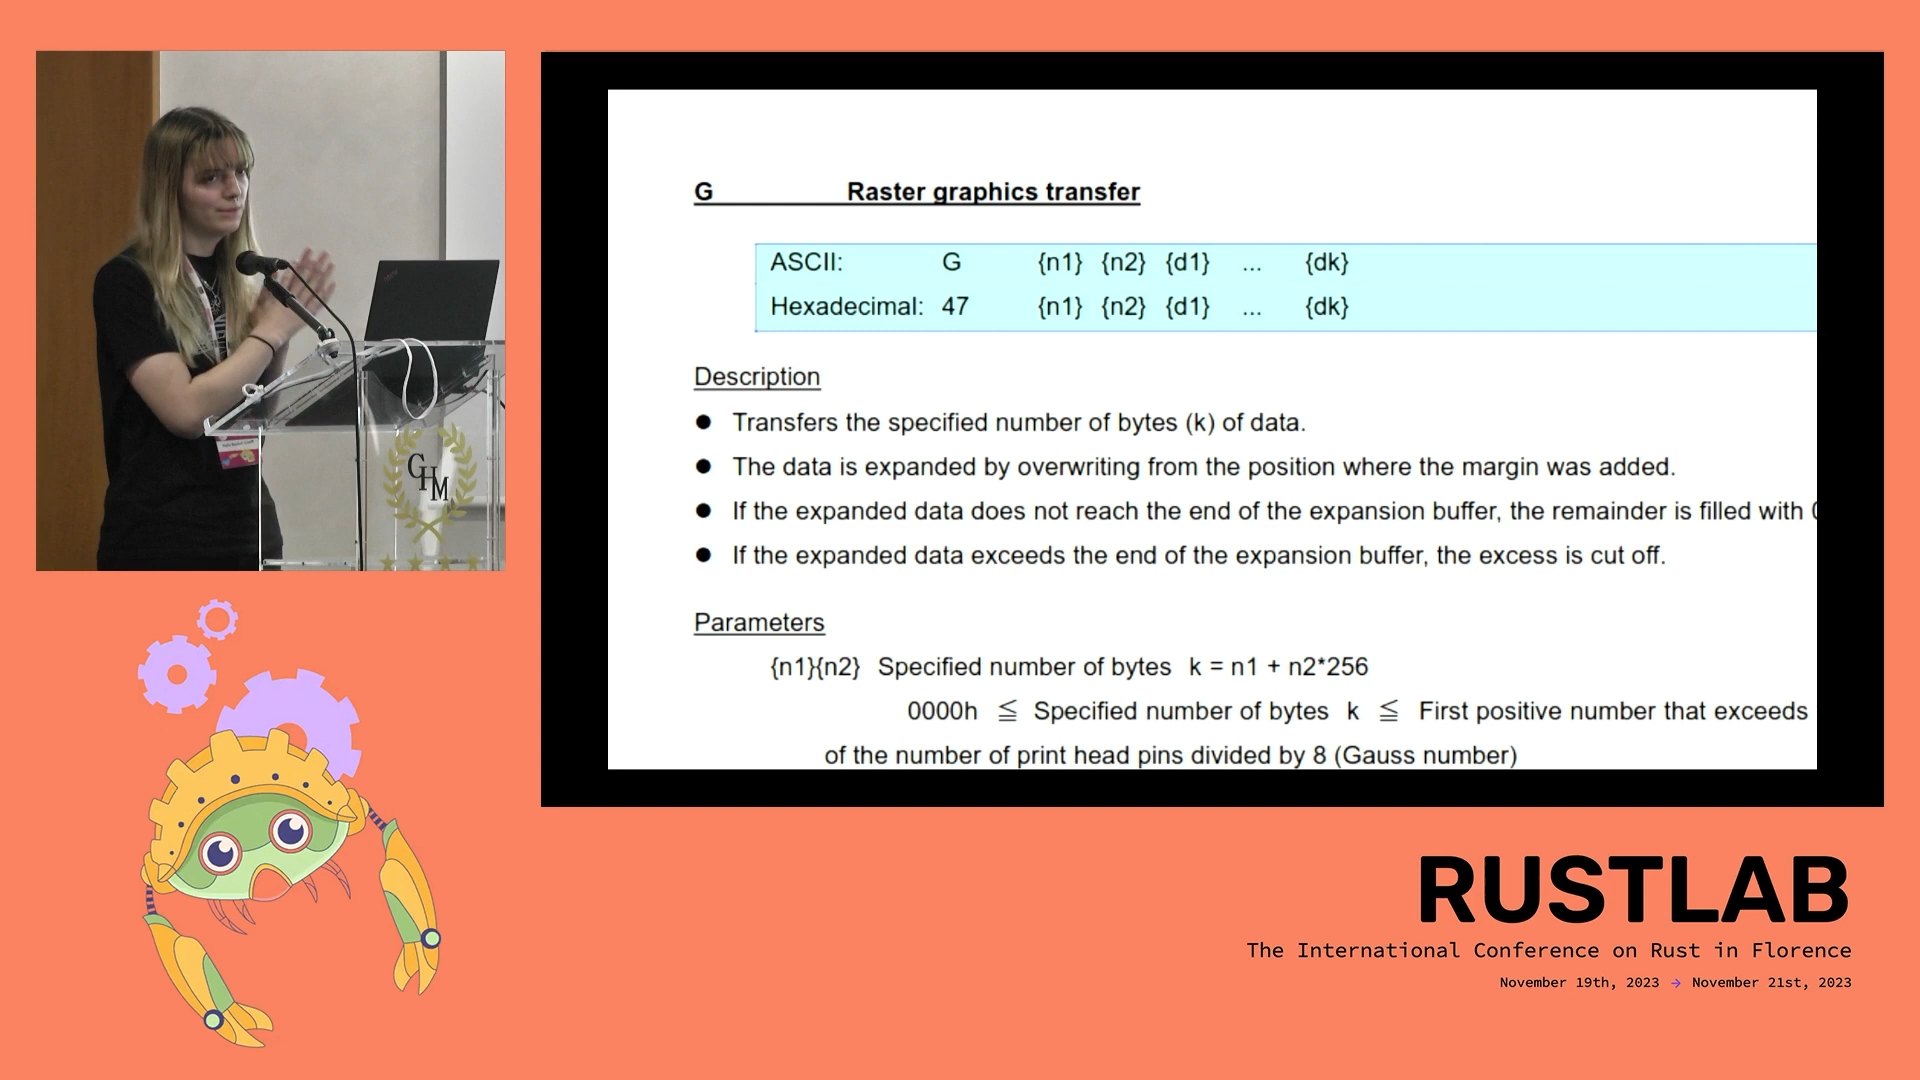 G Raster graphics transfer
ASCII: G {n1} {n2} {d1} ... {dk}
Hexadecimal: 47 {n1} {n2} {d1} ... {dk}
Description
● Transfers the specified number of bytes (k) of data.
● The data is expanded by overwriting from the position where the margin was added.
● If the expanded data does not reach the end of the expansion buffer, the remainder is filled with
● If the expanded data exceeds the end of the expansion buffer, the excess is cut off.
Parameters
{n1}{n2} Specified number of bytes k = n1 + n2*256
0000h ≦ Specified number of bytes k ≦ First positive number that exceeds
of the number of print head pins divided by 8 (Gauss number)
GHM
RUSTLAB
The International Conference on Rust in Florence
November 19th, 2023 → November 21st, 2023